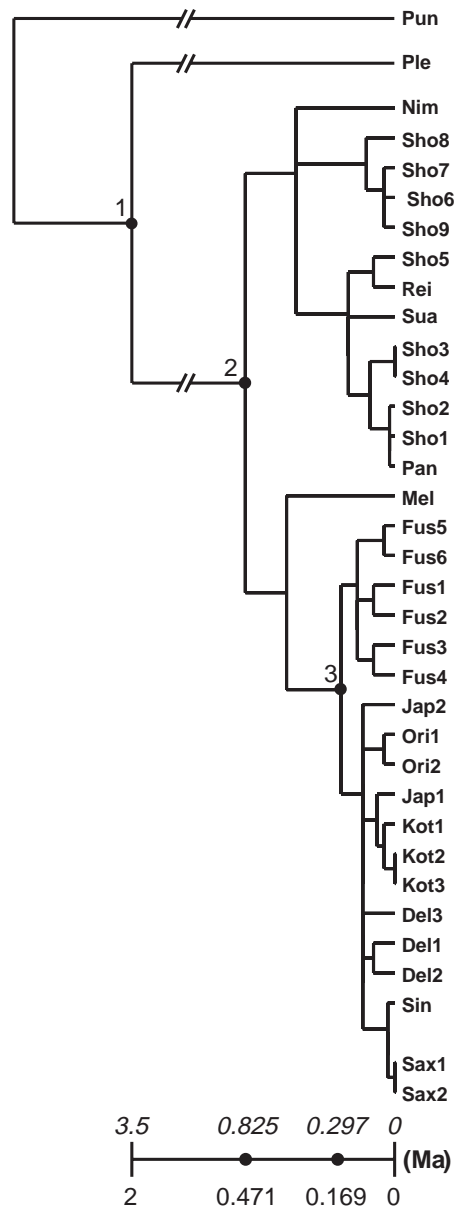 Pun
Ple
Nim
Sho8
Sho7
1
Sho6
Sho9
Sho5
Rei
Sua
Sho3
2
Sho4
Sho2
Sho1
Pan
Mel
Fus5
Fus6
Fus1
Fus2
Fus3
3
Fus4
Jap2
Ori1
Ori2
Jap1
Kot1
Kot2
Kot3
Del3
Del1
Del2
Sin
Sax1
Sax2
3.5 0.825 0.297 0
(Ma)
2 0.471 0.169 0